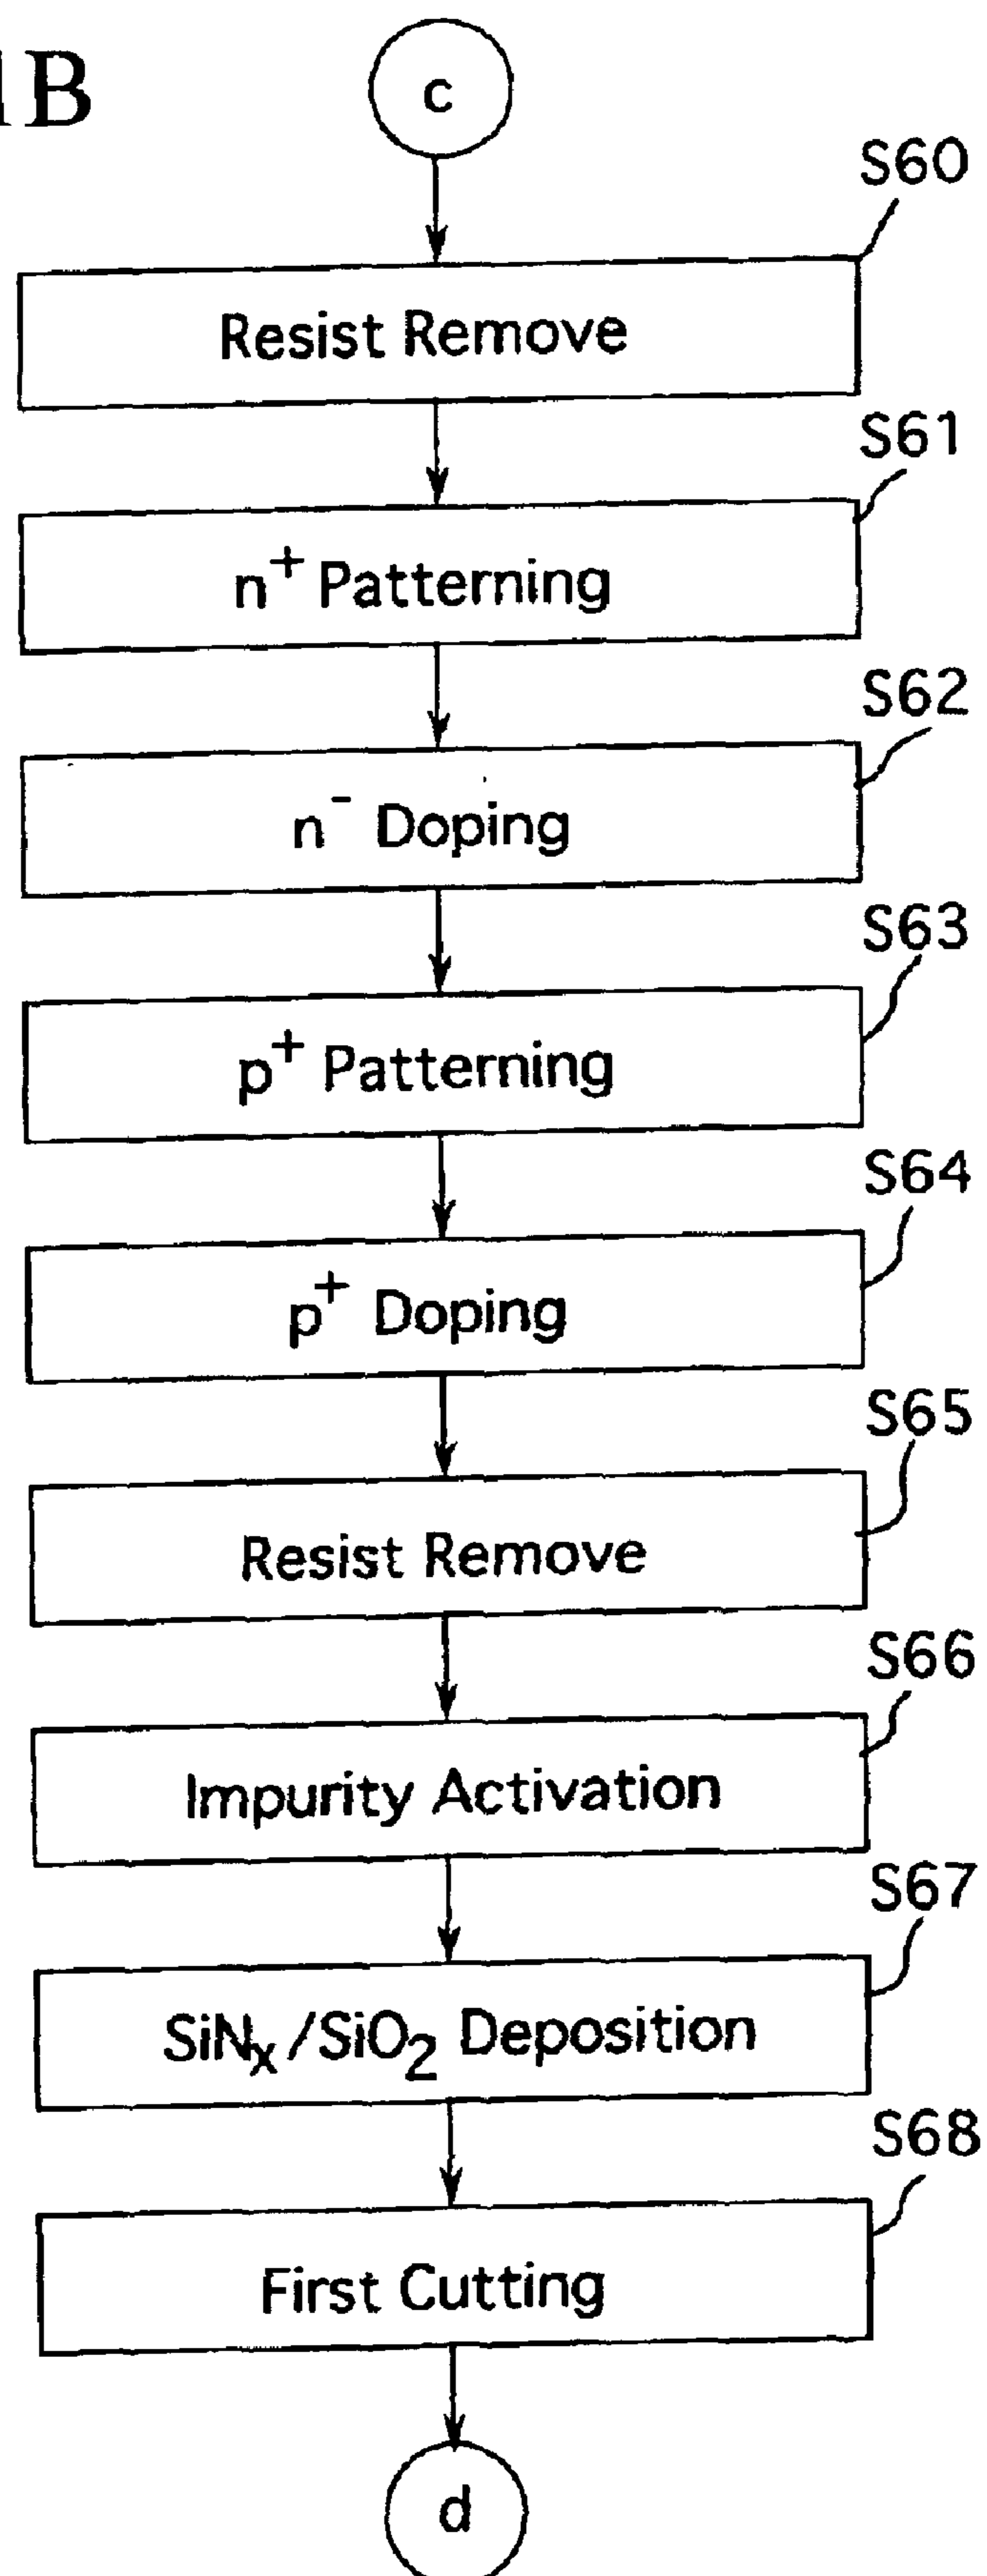 1B
c
S60
Resist Remove
S61
n⁺ Patterning
S62
n⁻ Doping
S63
p⁺ Patterning
S64
p⁺ Doping
S65
Resist Remove
S66
Impurity Activation
S67
SiNₓ/SiO₂ Deposition
S68
First Cutting
d